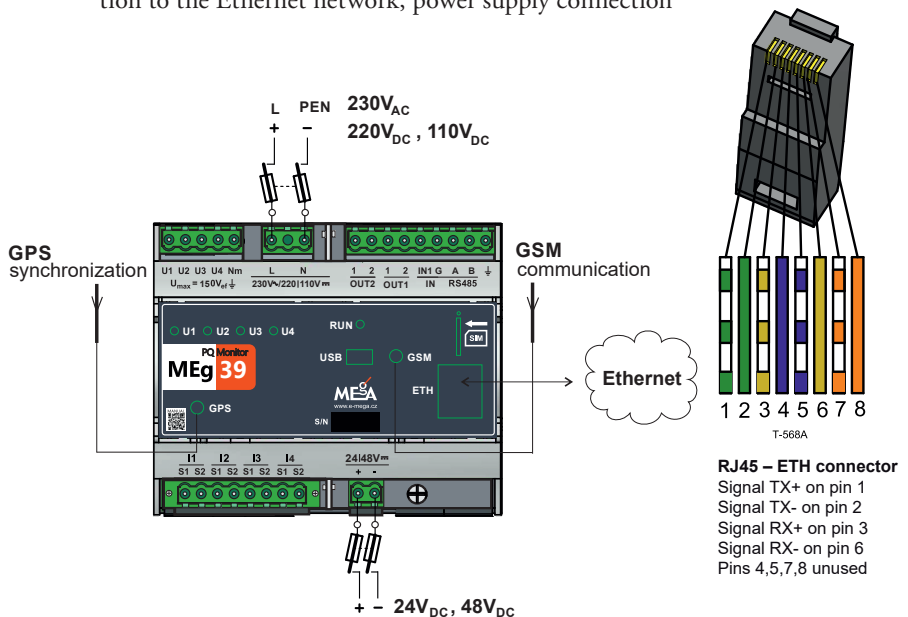 tion to the Ethernet network, power supply connection
L PEN 230VAC
+ – 220VDC , 110VDC
GPS
synchronization
GSM
communication
U1 U2 U3 U4 Nm
Umax = 150Vef
L N
230V~/220|110V
1 2 1 2
OUT2 OUT1
IN1 G A B
IN RS485
U1 U2 U3 U4
RUN
SIM
PQ Monitor
MEg 39
USB
GSM
ETH
MEgA
www.e-mega.cz
MANUAL
GPS
S/N
I1 I2 I3 I4
S1 S2 S1 S2 S1 S2 S1 S2
24|48V
+ -
+ – 24VDC , 48VDC
Ethernet
1 2 3 4 5 6 7 8
T-568A
RJ45 – ETH connector
Signal TX+ on pin 1
Signal TX- on pin 2
Signal RX+ on pin 3
Signal RX- on pin 6
Pins 4,5,7,8 unused